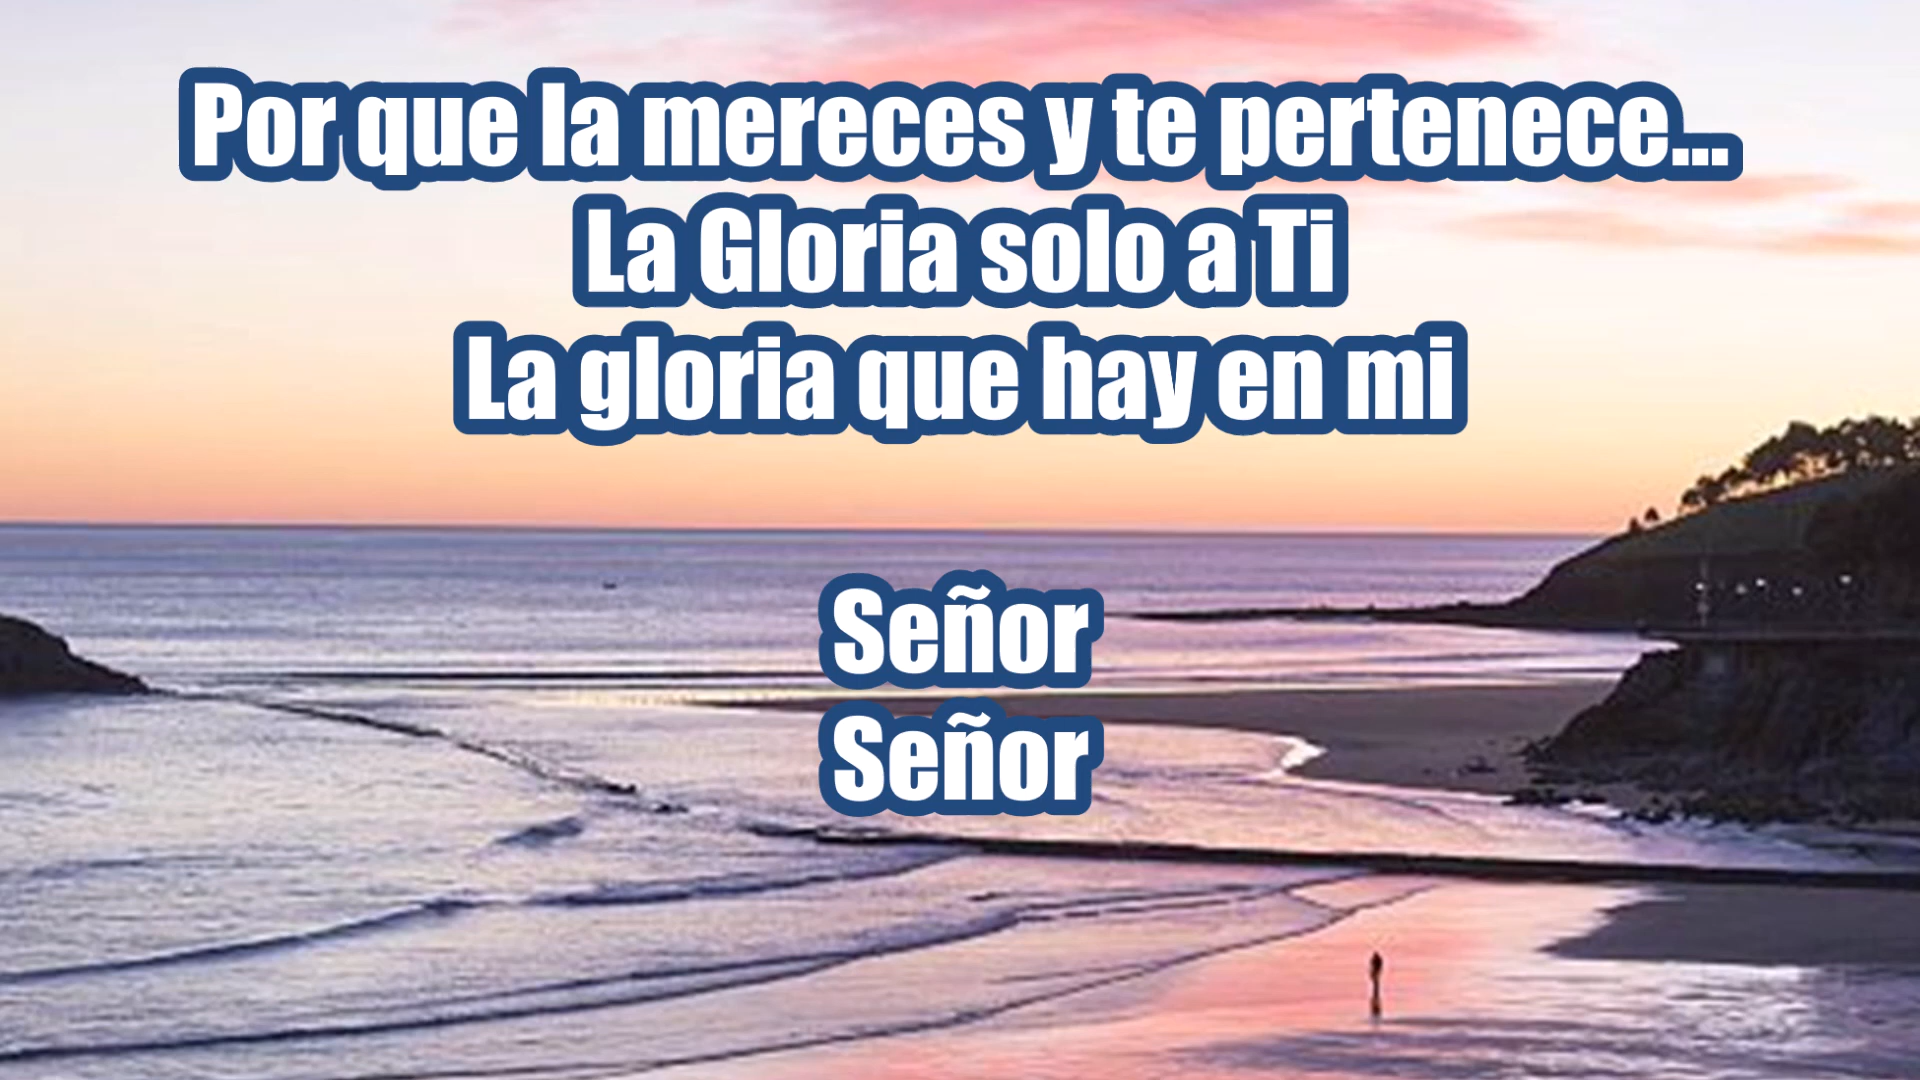 Por que la mereces y te pertenece...
La Gloria solo a Ti
La gloria que hay en mi
Señor
Señor